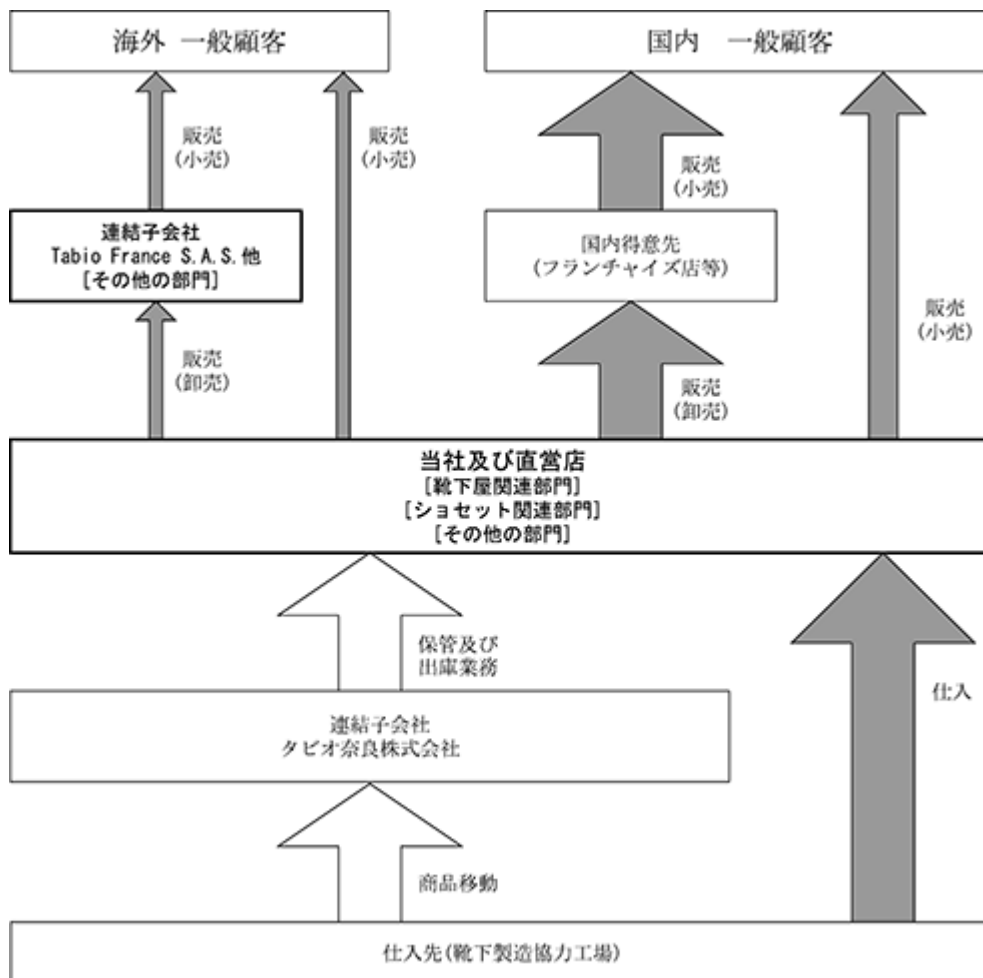 海外 一般顧客
国内 一般顧客
販売
(小売)
販売
(小売)
販売
(小売)
連結子会社
Tabio France S.A.S.他
[その他の部門]
国内得意先
(フランチャイズ店等)
販売
(小売)
販売
(卸売)
販売
(卸売)
当社及び直営店
[靴下屋関連部門]
[ショセット関連部門]
[その他の部門]
保管及び
出庫業務
仕入
連結子会社
タビオ奈良株式会社
商品移動
仕入先(靴下製造協力工場)